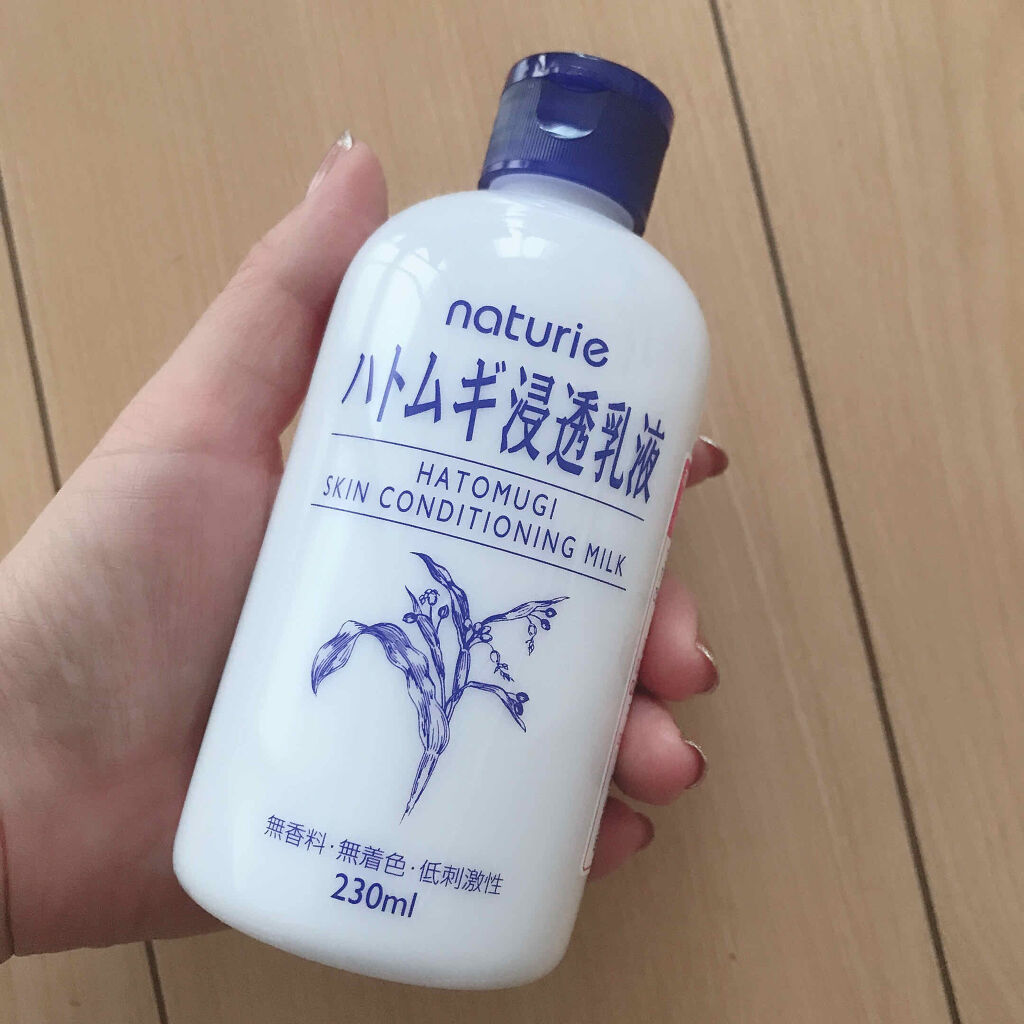 naturie
ハトムギ浸透乳液
HATOMUGI
SKIN CONDITIONING MILK
無香料・無着色・低刺激性
230ml